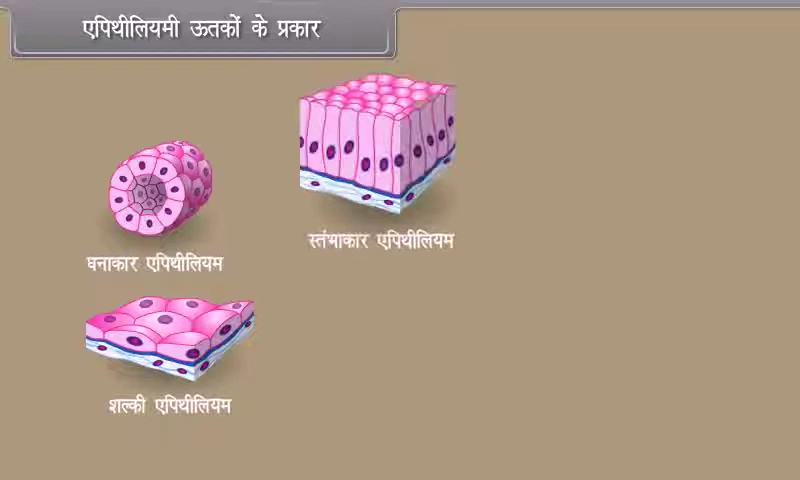 एपिथीलियमी ऊतकों के प्रकार
स्तंभाकार एपिथीलियम
घनाकार एपिथीलियम
शल्की एपिथीलियम